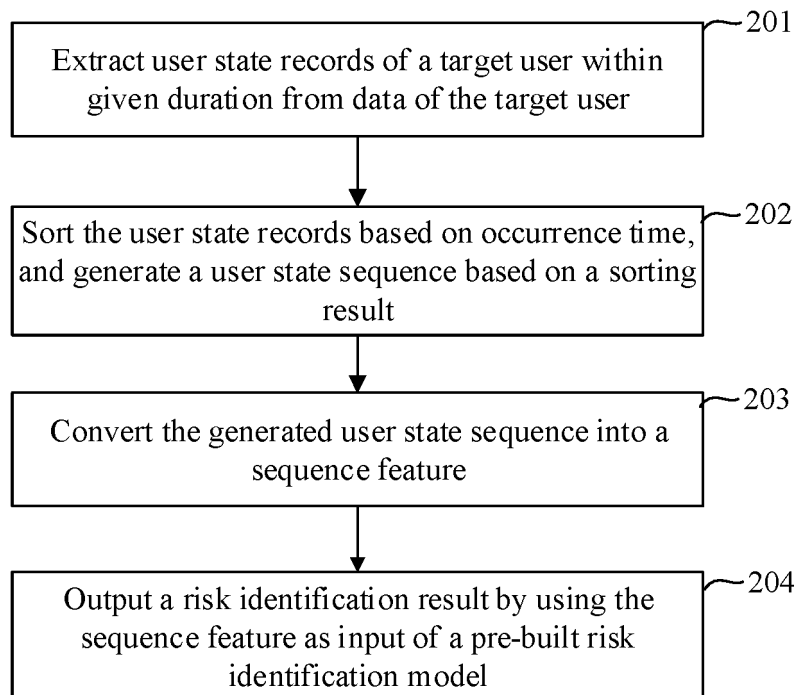 201
Extract user state records of a target user within
given duration from data of the target user
202
Sort the user state records based on occurrence time,
and generate a user state sequence based on a sorting
result
203
Convert the generated user state sequence into a
sequence feature
204
Output a risk identification result by using the
sequence feature as input of a pre-built risk
identification model